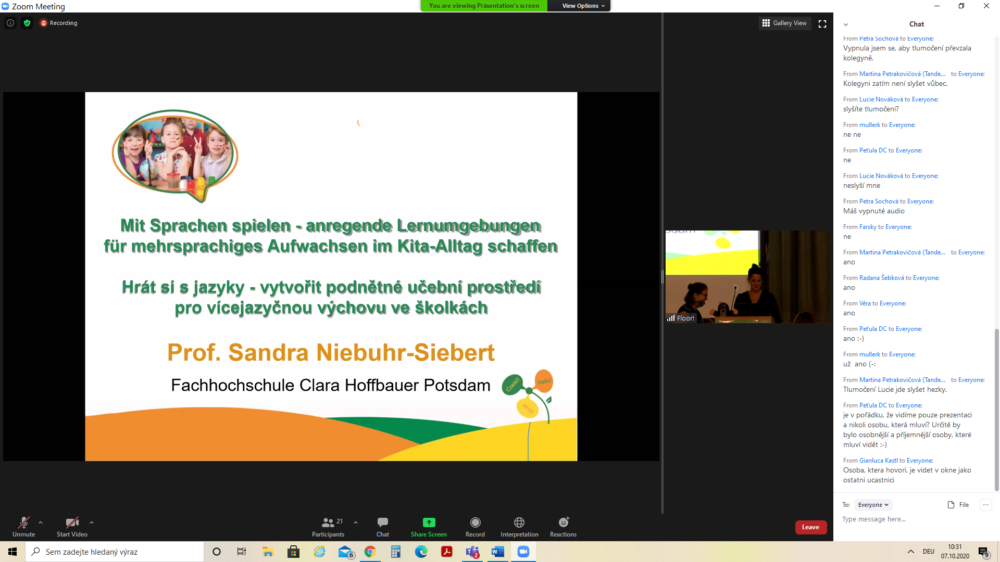 Zoom Meeting
You are viewing Präsentation's screen
View Options
Recording
Gallery View
Mit Sprachen spielen - anregende Lernumgebungen
für mehrsprachiges Aufwachsen im Kita-Alltag schaffen
Hrát si s jazyky - vytvořit podnětné učební prostředí
pro vícejazyčnou výchovu ve školkách
Prof. Sandra Niebuhr-Siebert
Fachhochschule Clara Hoffbauer Potsdam
Cześć!
Hallo!
Ahoj!
Floor!
Chat
From Petra Sochová to Everyone:
Vypnula jsem se, aby tlumočení převzala
kolegyně.
From Martina Petrakovičová (Tande... to Everyone:
Kolegyni zatím není slyšet vůbec.
From Lucie Nováková to Everyone:
slyšíte tlumočení?
From mullerk to Everyone:
ne ne
From Peťula DC to Everyone:
ne
From Lucie Nováková to Everyone:
neslyší mne
From Petra Sochová to Everyone:
Máš vypnuté audio
From Farsky to Everyone:
ne
From Martina Petrakovičová (Tande... to Everyone:
ano
From Radana Šebková to Everyone:
ano
From Věra to Everyone:
ano
From Peťula DC to Everyone:
ano :-)
From mullerk to Everyone:
už  ano (-:
From Martina Petrakovičová (Tande... to Everyone:
Tlumočení Lucie jde slyšet hezky.
From Peťula DC to Everyone:
je v pořádku, že vidíme pouze prezentaci
a nikoli osobu, která mluví? Určitě by
bylo osobnější a příjemnější osoby, které
mluví vidět :-)
From Gianluca Kastl to Everyone:
Osoba, ktera hovori, je videt v okne jako
ostatni ucastnici
To: Everyone
File
Type message here...
Unmute
Start Video
Participants
21
Chat
Share Screen
Record
Interpretation
Reactions
Leave
Sem zadejte hledaný výraz
6
2
DEU
10:31
07.10.2020
9